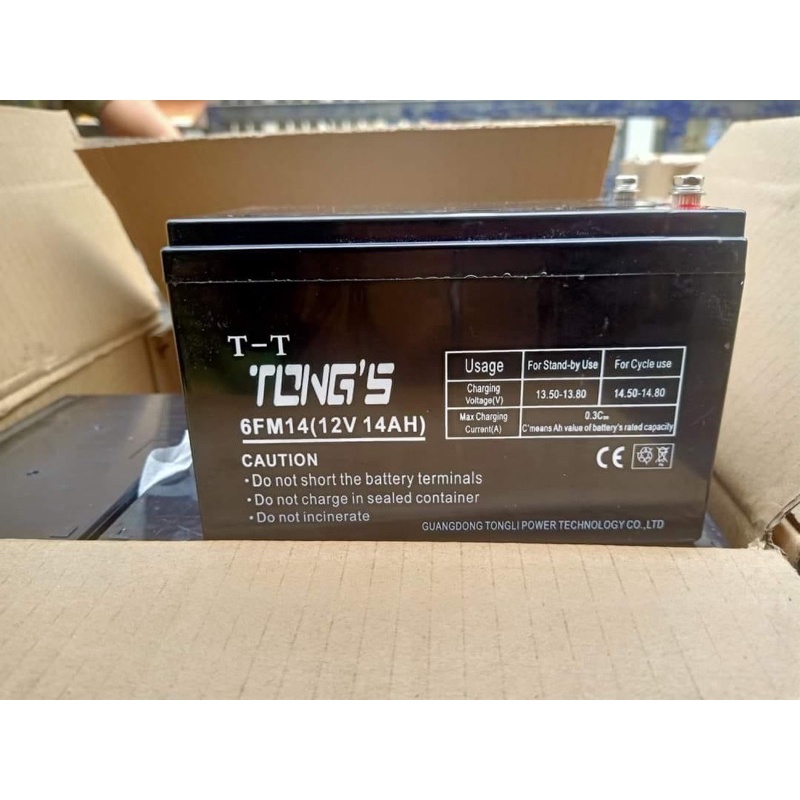 T-T
TONG'S
6FM14(12V 14AH)
CAUTION
·Do not short the battery terminals
·Do not charge in sealed container
·Do not incinerate
Usage For Stand-by Use For Cycle use
Charging Voltage(V) 13.50-13.80 14.50-14.80
Max Charging Current(A) 0.3C
C'means Ah value of battery's rated capacity
CE
GUANGDONG TONGLI POWER TECHNOLOGY CO.,LTD